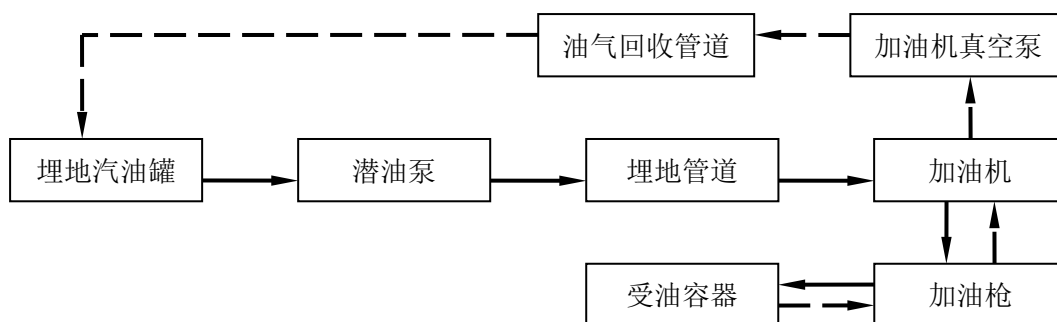 油气回收管道
加油机真空泵
埋地汽油罐
潜油泵
埋地管道
加油机
受油容器
加油枪